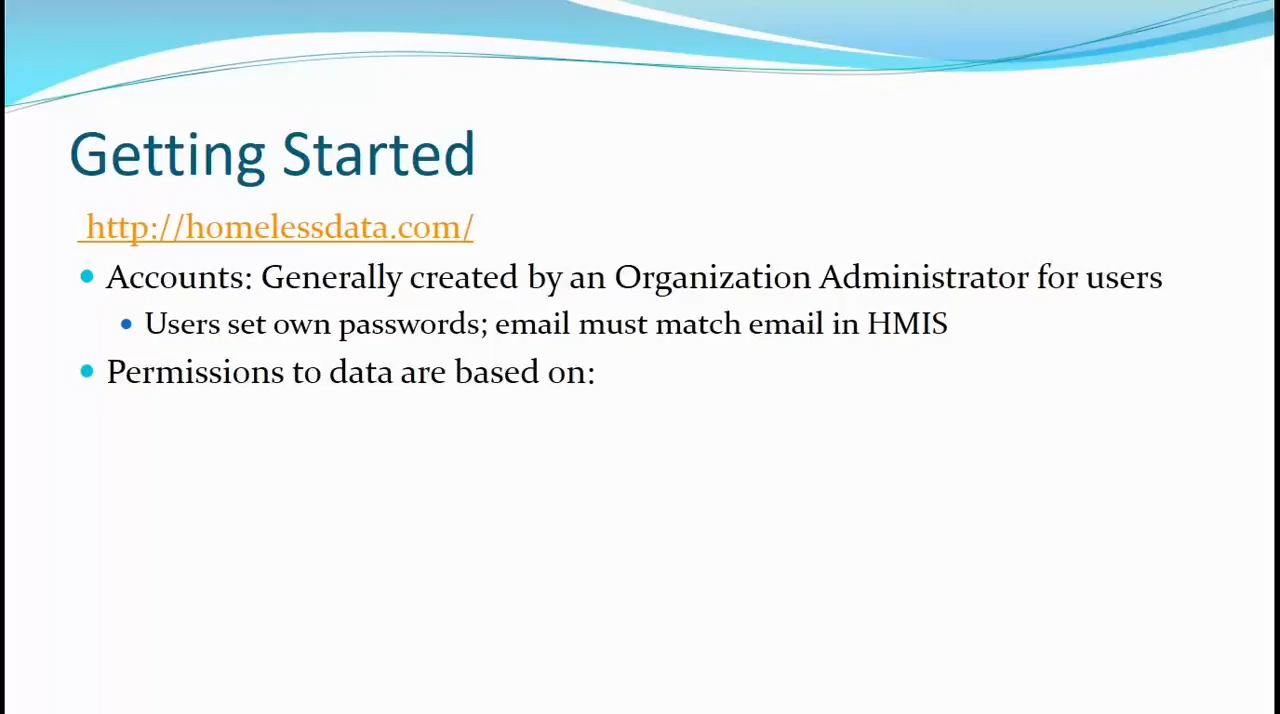 Getting Started
http://homelessdata.com/
Accounts: Generally created by an Organization Administrator for users
Users set own passwords; email must match email in HMIS
Permissions to data are based on: